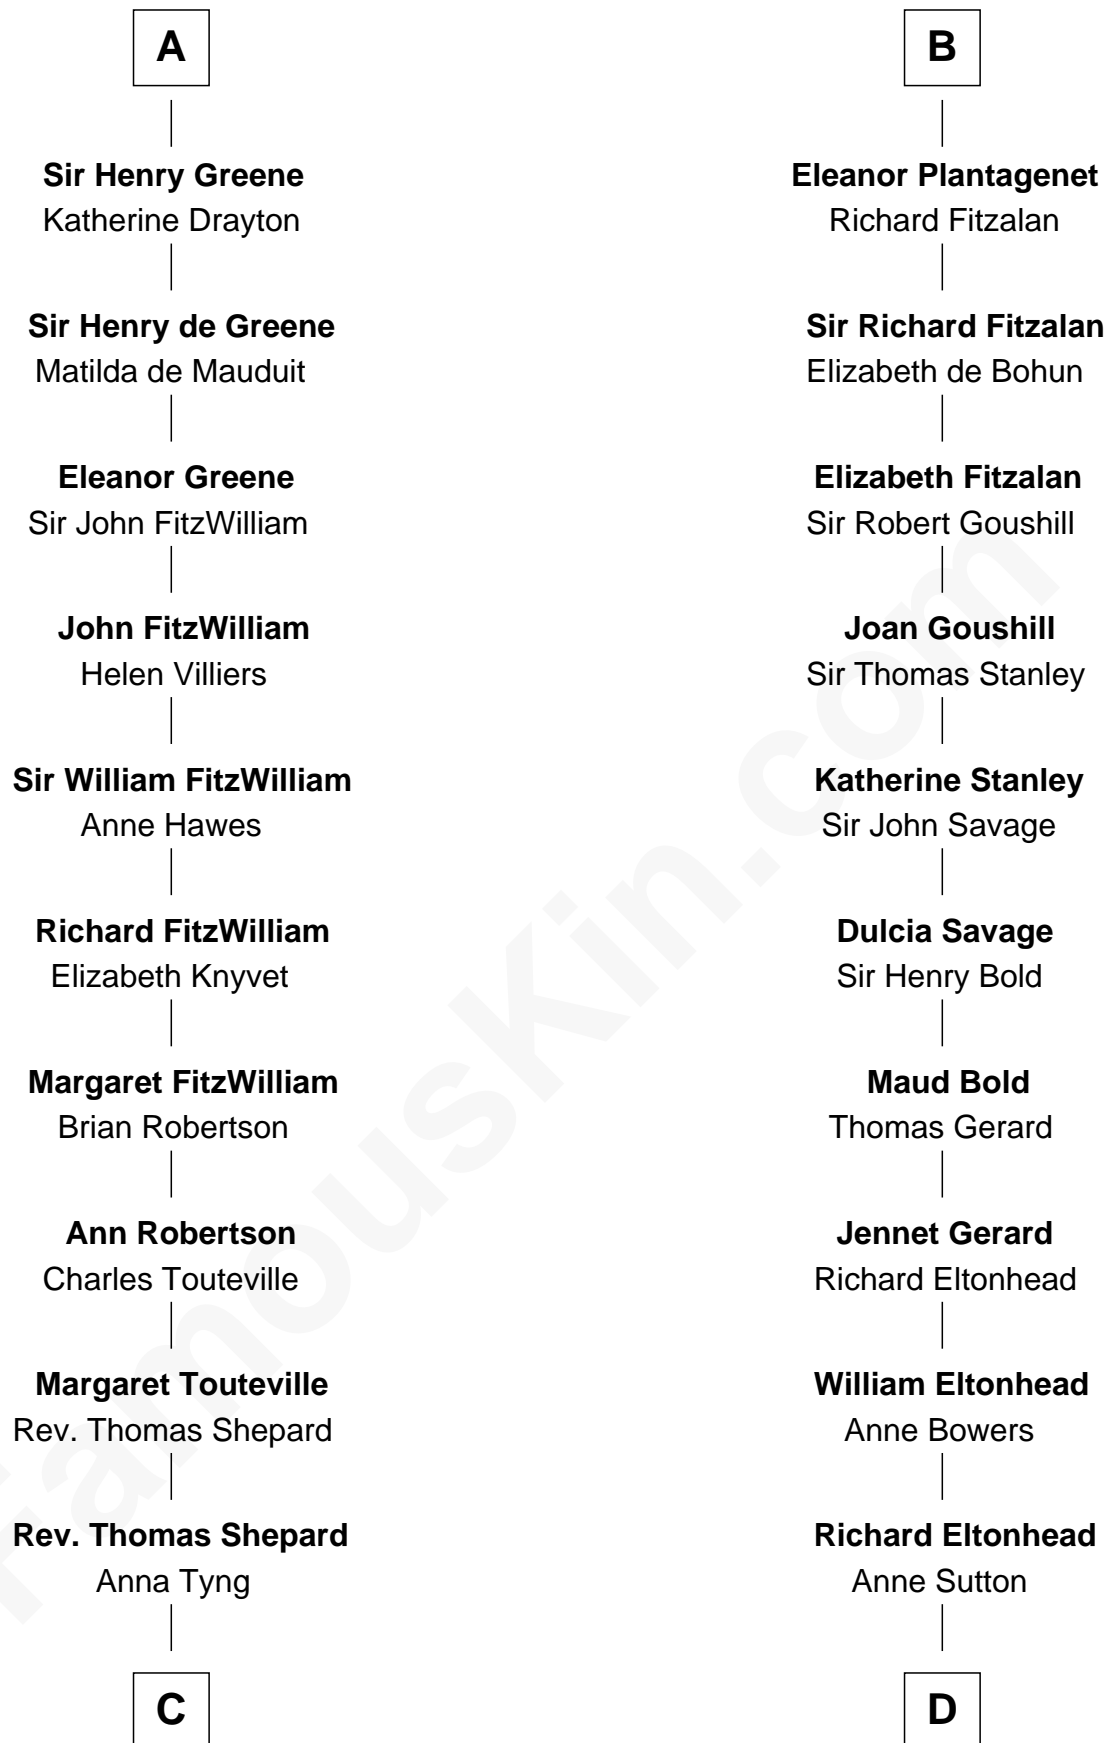 A
Sir Henry Greene
Katherine Drayton
Sir Henry de Greene
Matilda de Mauduit
Eleanor Greene
Sir John FitzWilliam
John FitzWilliam
Helen Villiers
Sir William FitzWilliam
Anne Hawes
Richard FitzWilliam
Elizabeth Knyvet
Margaret FitzWilliam
Brian Robertson
Ann Robertson
Charles Touteville
Margaret Touteville
Rev. Thomas Shepard
Rev. Thomas Shepard
Anna Tyng
C
B
Eleanor Plantagenet
Richard Fitzalan
Sir Richard Fitzalan
Elizabeth de Bohun
Elizabeth Fitzalan
Sir Robert Goushill
Joan Goushill
Sir Thomas Stanley
Katherine Stanley
Sir John Savage
Dulcia Savage
Sir Henry Bold
Maud Bold
Thomas Gerard
Jennet Gerard
Richard Eltonhead
William Eltonhead
Anne Bowers
Richard Eltonhead
Anne Sutton
D
FamousKin.com